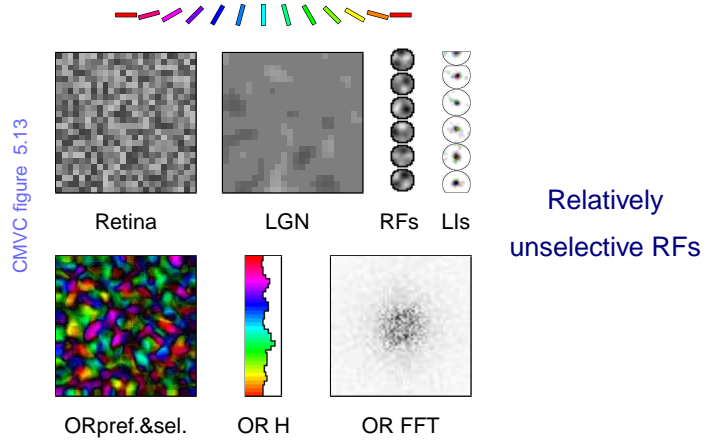 CMVC figure 5.13
Retina
LGN
RFs
LIs
Relatively
unselective RFs
ORpref.&sel.
OR H
OR FFT